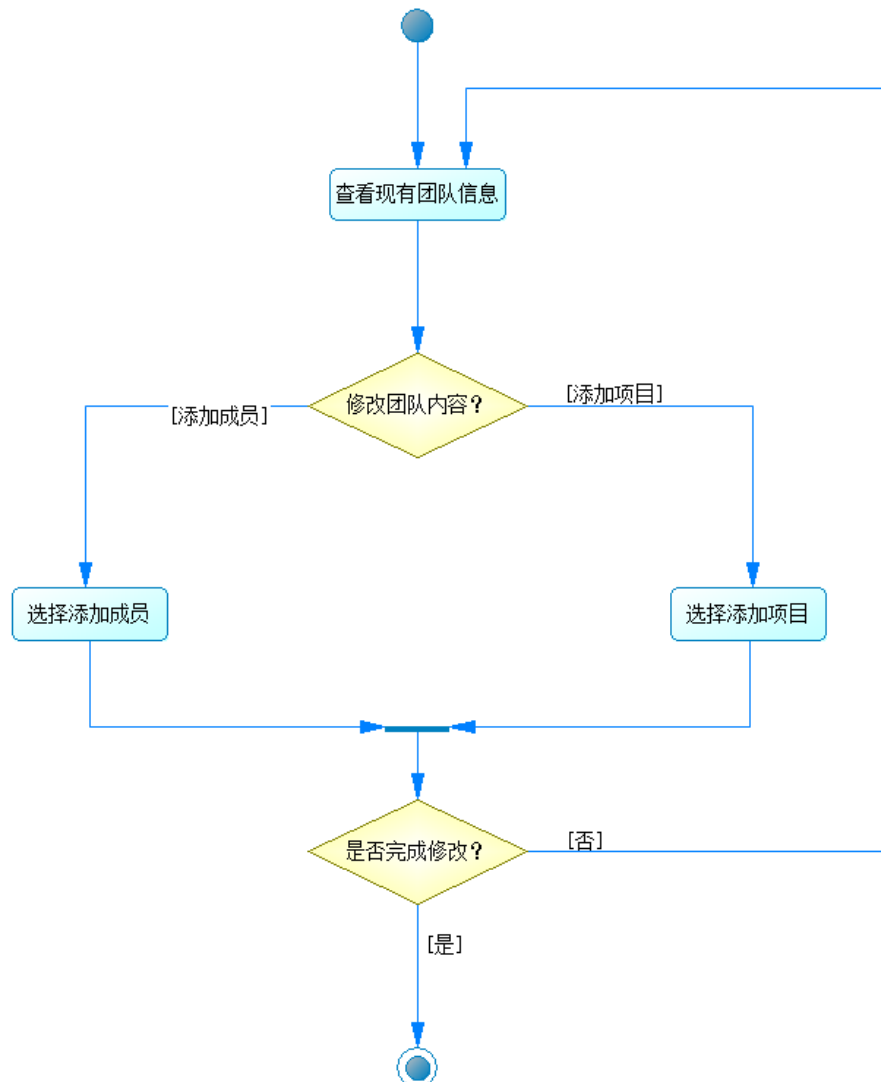 查看现有团队信息
修改团队内容？
[添加成员]
[添加项目]
选择添加成员
选择添加项目
是否完成修改？
[否]
[是]